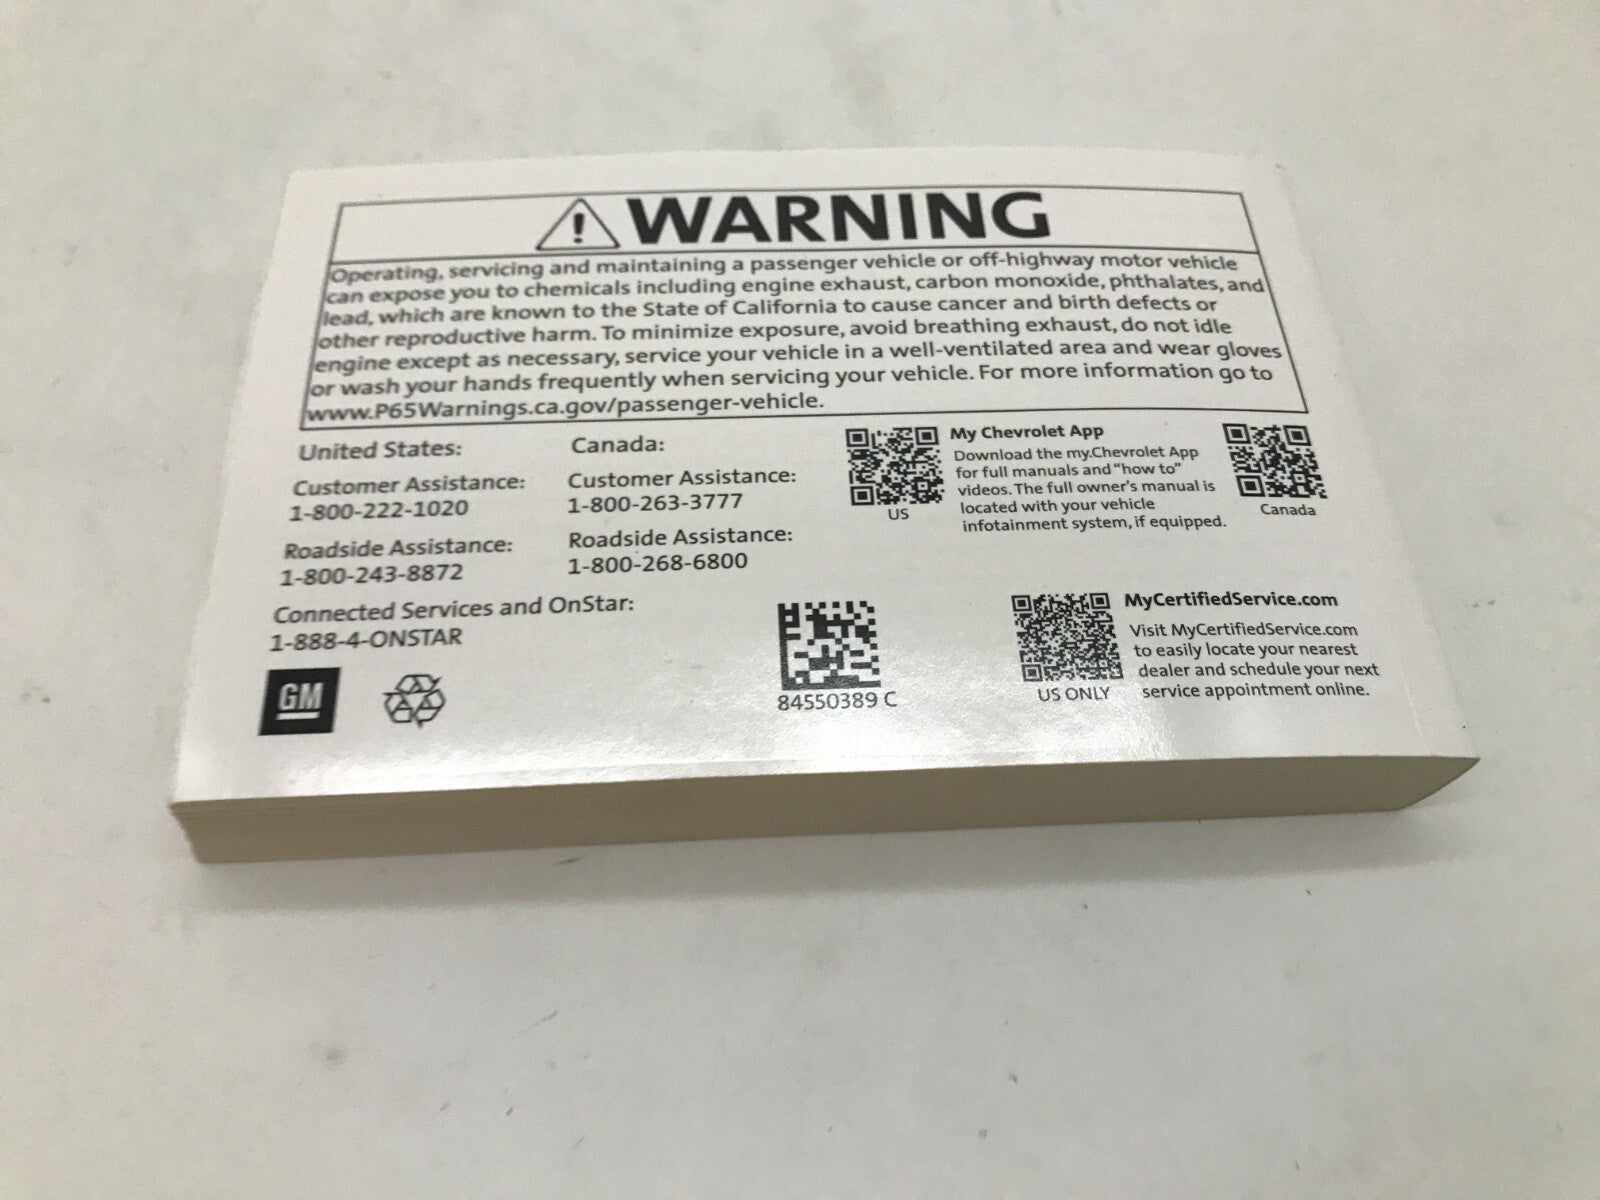 WARNING
Operating, servicing and maintaining a passenger vehicle or off-highway motor vehicle
can expose you to chemicals including engine exhaust, carbon monoxide, phthalates, and
lead, which are known to the State of California to cause cancer and birth defects or
other reproductive harm. To minimize exposure, avoid breathing exhaust, do not idle
engine except as necessary, service your vehicle in a well-ventilated area and wear gloves
or wash your hands frequently when servicing your vehicle. For more information go to
www.P65Warnings.ca.gov/passenger-vehicle.
United States:
Customer Assistance:
1-800-222-1020
Roadside Assistance:
1-800-243-8872
Canada:
Customer Assistance:
1-800-263-3777
Roadside Assistance:
1-800-268-6800
Connected Services and OnStar:
1-888-4-ONSTAR
GM
84550389 C
US
My Chevrolet App
Download the my.Chevrolet App
for full manuals and "how to"
videos. The full owner's manual is
located with your vehicle
infotainment system, if equipped.
Canada
US ONLY
MyCertifiedService.com
Visit MyCertifiedService.com
to easily locate your nearest
dealer and schedule your next
service appointment online.